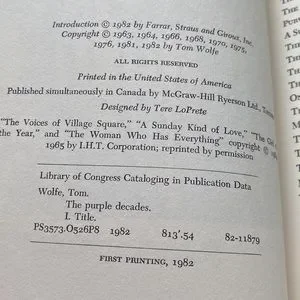 Introduction © 1982 by Farrar, Straus and Giroux, Inc.
Copyright © 1963, 1964, 1966, 1968, 1970, 1975,
1976, 1981, 1982 by Tom Wolfe
ALL RIGHTS RESERVED
Printed in the United States of America
Published simultaneously in Canada by McGraw-Hill Ryerson Ltd.,
Designed by Tere LoPrete
"The Voices of Village Square," "A Sunday Kind of Love," "The Girl of
the Year," and "The Woman Who Has Everything" copyright ©
1965 by I.H.T. Corporation; reprinted by permission
Library of Congress Cataloging in Publication Data
Wolfe, Tom.
The purple decades.
I. Title.
PS3573.O526P8 1982 813'.54 82-11879
FIRST PRINTING, 1982